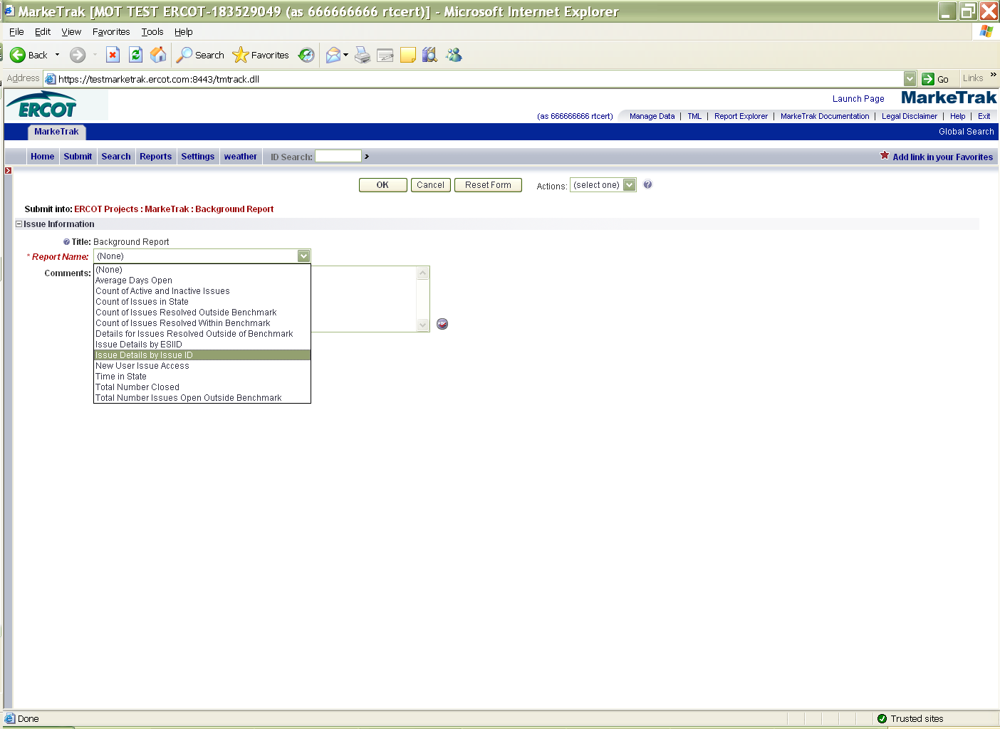 MarkeTrak [MOT TEST ERCOT-183529049 (as 666666666 rtcert)] - Microsoft Internet Explorer
File Edit View Favorites Tools Help
Back Search Favorites
Address https://testmarketrak.ercot.com:8443/tmtrack.dll Go Links »
ERCOT Launch Page MarkeTrak
(as 666666666 rtcert) Manage Data | TML | Report Explorer | MarkeTrak Documentation | Legal Disclaimer | Help | Exit
MarkeTrak Global Search
Home Submit Search Reports Settings weather ID Search: Add link in your Favorites
OK Cancel Reset Form Actions: (select one) ?
Submit into: ERCOT Projects : MarkeTrak : Background Report
Issue Information
? Title: Background Report
* Report Name: (None)
Comments: (None)
Average Days Open
Count of Active and Inactive Issues
Count of Issues in State
Count of Issues Resolved Outside Benchmark
Count of Issues Resolved Within Benchmark
ABC
Details for Issues Resolved Outside of Benchmark
Issue Details by ESIID
Issue Details by Issue ID
New User Issue Access
Time in State
Total Number Closed
Total Number Issues Open Outside Benchmark
Done Trusted sites